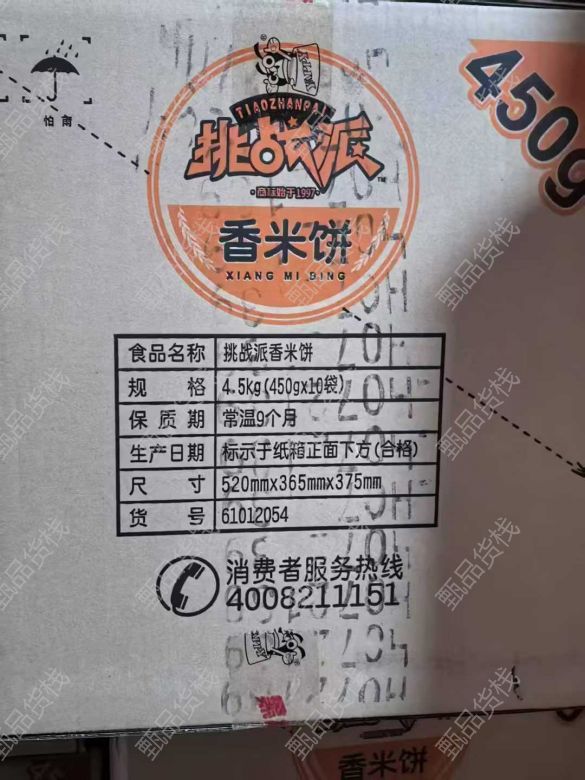 怕雨
450g
TIAOZHANPAI
挑战派
TM
·商标始于1997·
香米饼
XIANG MI BING
食品名称 挑战派香米饼
规 格 4.5kg(450gx10袋)
保 质 期 常温9个月
生产日期 标示于纸箱正面下方(合格)
尺 寸 520mmx365mmx375mm
货 号 61012054
消费者服务热线
4008211151
香米饼
甄品货栈